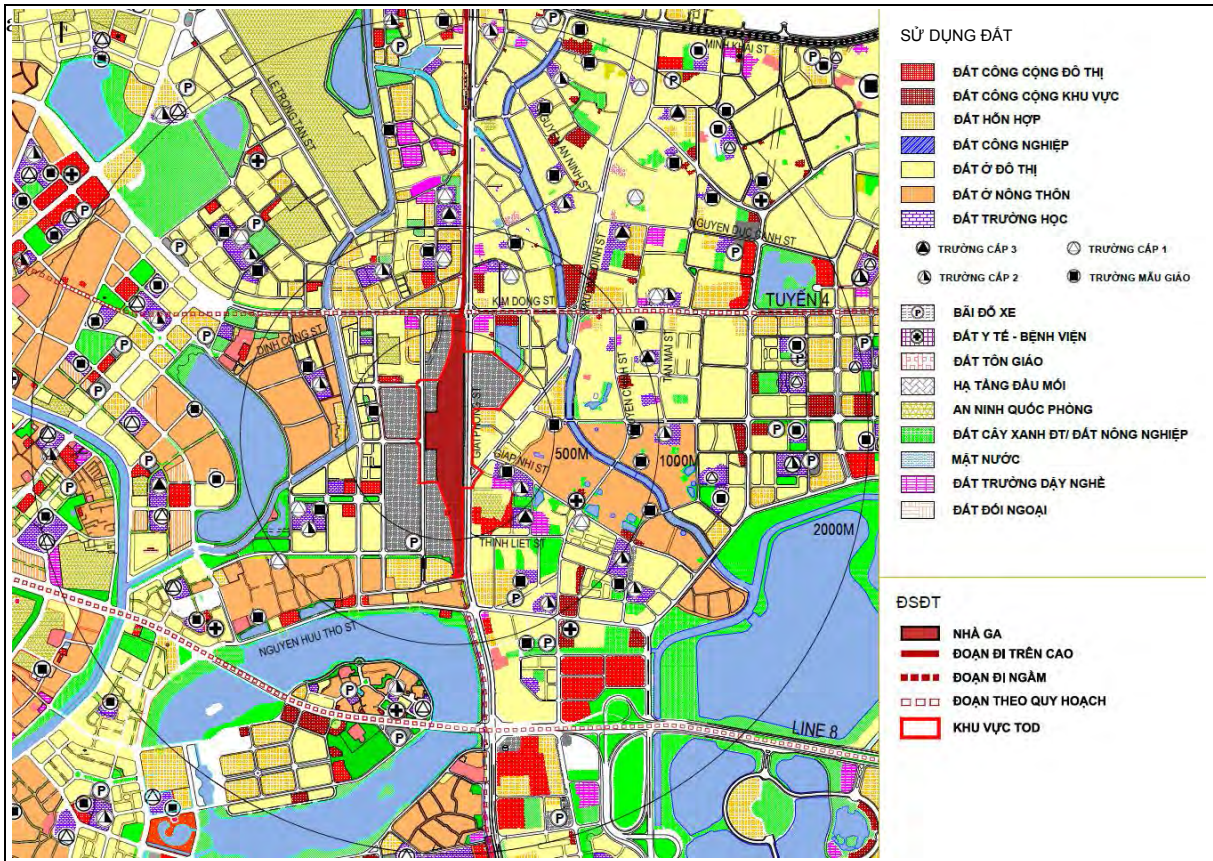 MINH KHAI ST
LE TRONG TAN ST
NGUYEN DUC CANH ST
TUYẾN 4
KIM DONG ST
DINH CONG ST
TAN MAI ST
GIAI PHONG ST
GIAP NHI ST
500M
1000M
2000M
THINH LIET ST
NGUYEN HUU THO ST
LINE 8
SỬ DỤNG ĐẤT
ĐẤT CÔNG CỘNG ĐÔ THỊ
ĐẤT CÔNG CỘNG KHU VỰC
ĐẤT HỖN HỢP
ĐẤT CÔNG NGHIỆP
ĐẤT Ở ĐÔ THỊ
ĐẤT Ở NÔNG THÔN
ĐẤT TRƯỜNG HỌC
TRƯỜNG CẤP 3 TRƯỜNG CẤP 1
TRƯỜNG CẤP 2 TRƯỜNG MẪU GIÁO
P BÃI ĐỖ XE
ĐẤT Y TẾ - BỆNH VIỆN
ĐẤT TÔN GIÁO
HẠ TẦNG ĐẦU MỐI
AN NINH QUỐC PHÒNG
ĐẤT CÂY XANH ĐT/ ĐẤT NÔNG NGHIỆP
MẶT NƯỚC
ĐẤT TRƯỜNG DẬY NGHỀ
ĐẤT ĐỐI NGOẠI
ĐSĐT
NHÀ GA
ĐOẠN ĐI TRÊN CAO
ĐOẠN ĐI NGẦM
ĐOẠN THEO QUY HOẠCH
KHU VỰC TOD